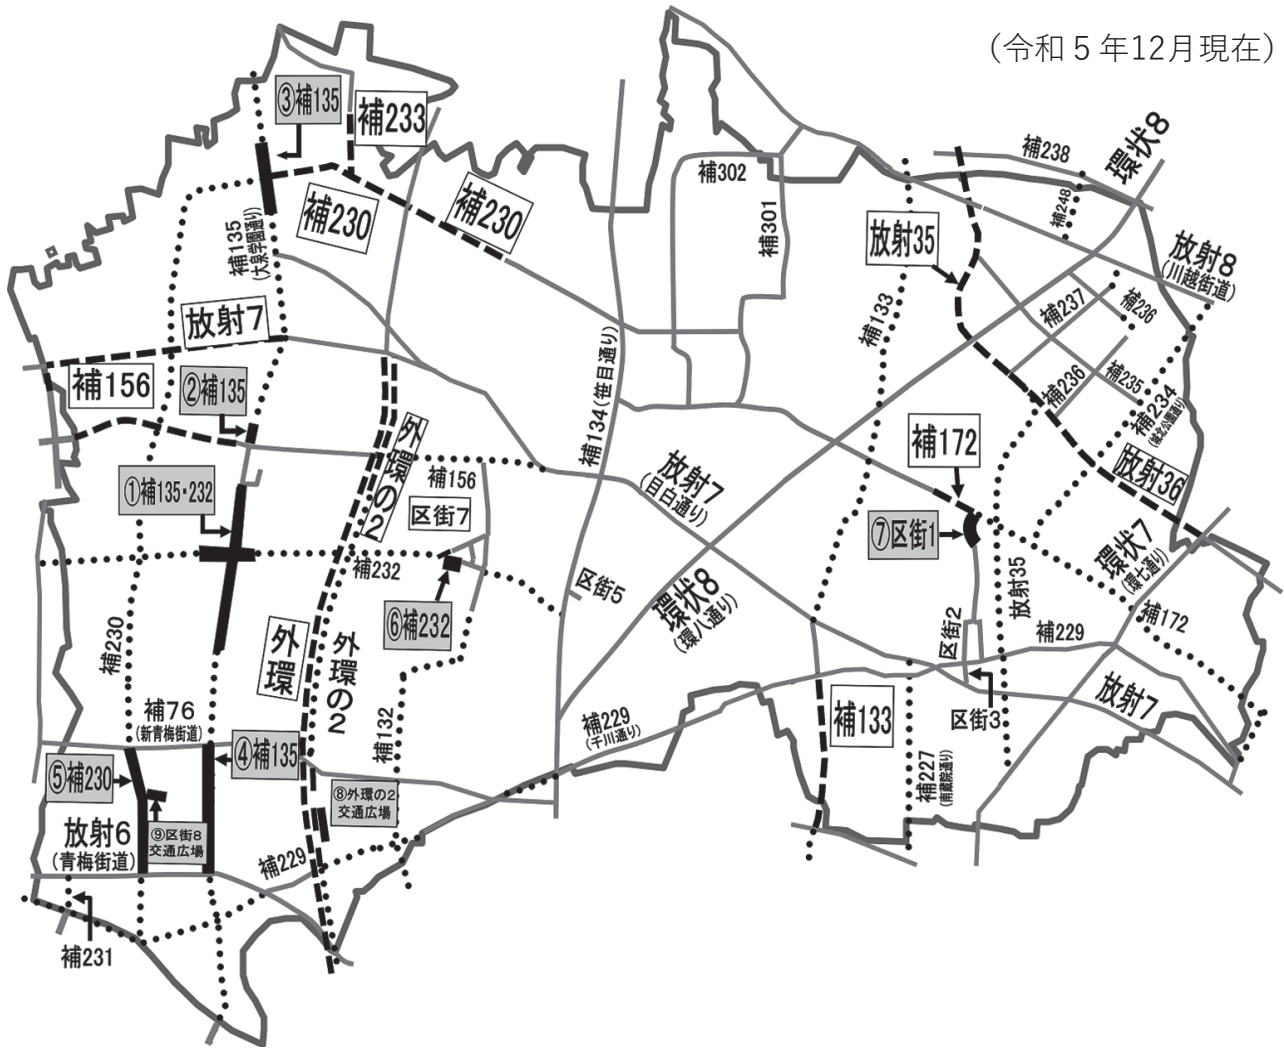 (令和5年12月現在)
③補135
補233
補230
補230
補135
(大泉学園通り)
放射7
補156
②補135
①補135・232
外環の2
補156
区街7
補232
⑥補232
補230
外環
外環の2
補76
(新青梅街道)
④補135
⑤補230
補132
⑧外環の2
交通広場
放射6
(青梅街道)
⑨区街8
交通広場
補229
補231
補302
補301
補134(笹目通り)
放射7
(目白通り)
区街5
環状8
(環八通り)
補229
(千川通り)
放射35
補133
補238
環状8
補248
放射8
(川越街道)
補237
補236
補236
補235
補234
(城北公園通り)
補172
放射36
⑦区街1
環状7
(環七通り)
放射35
区街2
補229
補172
区街3
放射7
補133
補227
(南蔵院通り)